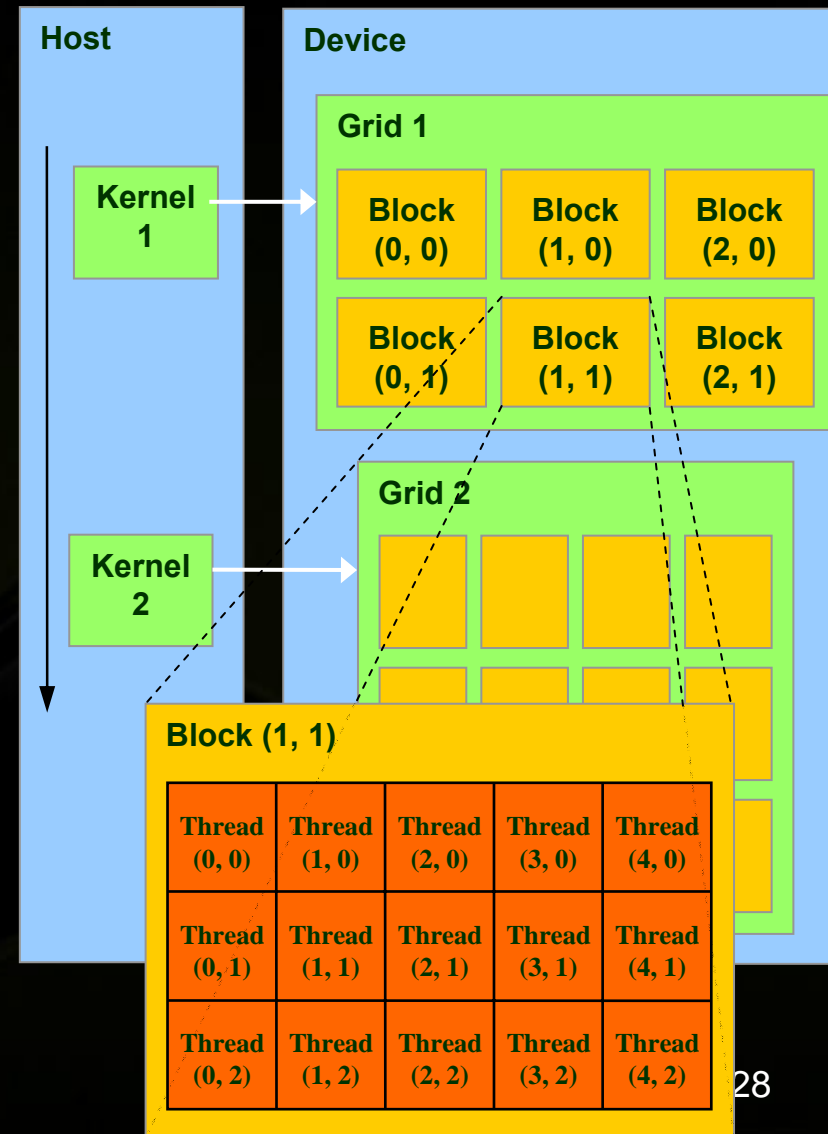 Host
Device
Grid 1
Kernel
1
Block
(0, 0)
Block
(1, 0)
Block
(2, 0)
Block
(0, 1)
Block
(1, 1)
Block
(2, 1)
Grid 2
Kernel
2
Block (1, 1)
Thread
(0, 0)
Thread
(1, 0)
Thread
(2, 0)
Thread
(3, 0)
Thread
(4, 0)
Thread
(0, 1)
Thread
(1, 1)
Thread
(2, 1)
Thread
(3, 1)
Thread
(4, 1)
Thread
(0, 2)
Thread
(1, 2)
Thread
(2, 2)
Thread
(3, 2)
Thread
(4, 2)
28